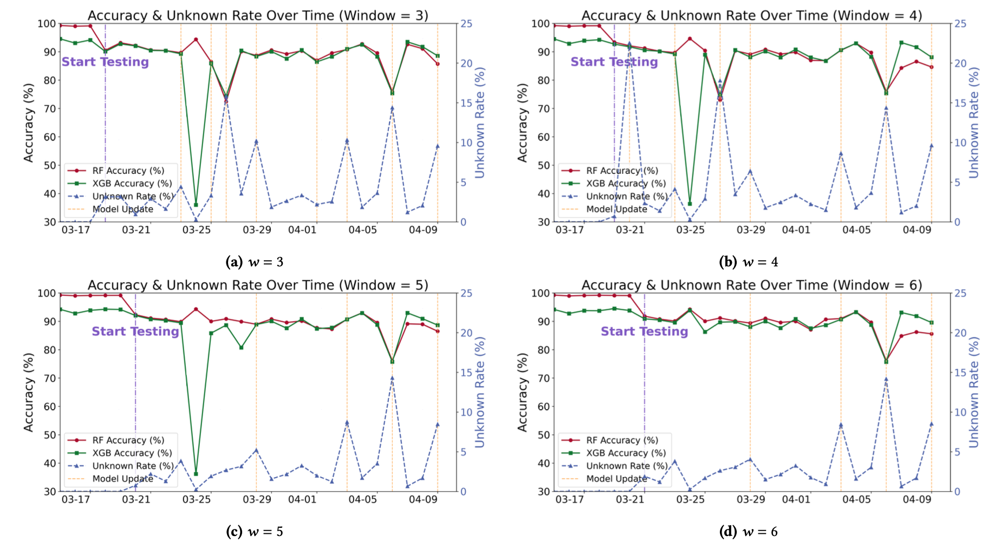 Accuracy & Unknown Rate Over Time (Window = 3)
100
90
80
70
60
50
40
30
Accuracy (%)
25
20
15
10
5
0
Unknown Rate (%)
Start Testing
RF Accuracy (%)
XGB Accuracy (%)
Unknown Rate (%)
Model Update
03-17 03-21 03-25 03-29 04-01 04-05 04-09
(a) w = 3
Accuracy & Unknown Rate Over Time (Window = 4)
100
90
80
70
60
50
40
30
Accuracy (%)
25
20
15
10
5
0
Unknown Rate (%)
Start Testing
RF Accuracy (%)
XGB Accuracy (%)
Unknown Rate (%)
Model Update
03-17 03-21 03-25 03-29 04-01 04-05 04-09
(b) w = 4
Accuracy & Unknown Rate Over Time (Window = 5)
100
90
80
70
60
50
40
30
Accuracy (%)
25
20
15
10
5
0
Unknown Rate (%)
Start Testing
RF Accuracy (%)
XGB Accuracy (%)
Unknown Rate (%)
Model Update
03-17 03-21 03-25 03-29 04-01 04-05 04-09
(c) w = 5
Accuracy & Unknown Rate Over Time (Window = 6)
100
90
80
70
60
50
40
30
Accuracy (%)
25
20
15
10
5
0
Unknown Rate (%)
Start Testing
RF Accuracy (%)
XGB Accuracy (%)
Unknown Rate (%)
Model Update
03-17 03-21 03-25 03-29 04-01 04-05 04-09
(d) w = 6